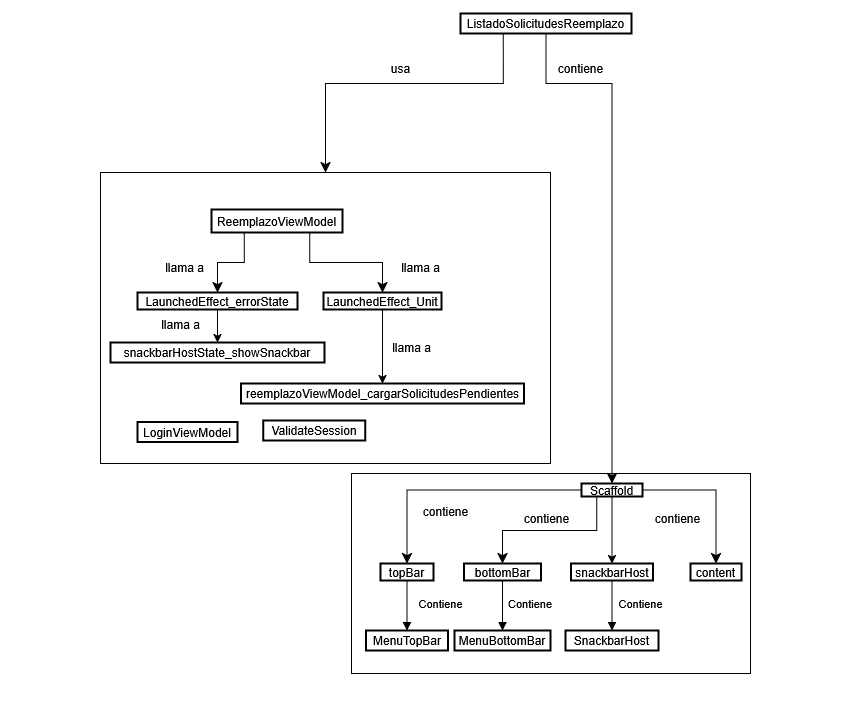 ListadoSolicitudesReemplazo
usa
contiene
ReemplazoViewModel
llama a
llama a
LaunchedEffect_errorState
LaunchedEffect_Unit
llama a
snackbarHostState_showSnackbar
llama a
reemplazoViewModel_cargarSolicitudesPendientes
LoginViewModel
ValidateSession
Scaffold
contiene
contiene
contiene
topBar
bottomBar
snackbarHost
content
Contiene
Contiene
Contiene
MenuTopBar
MenuBottomBar
SnackbarHost